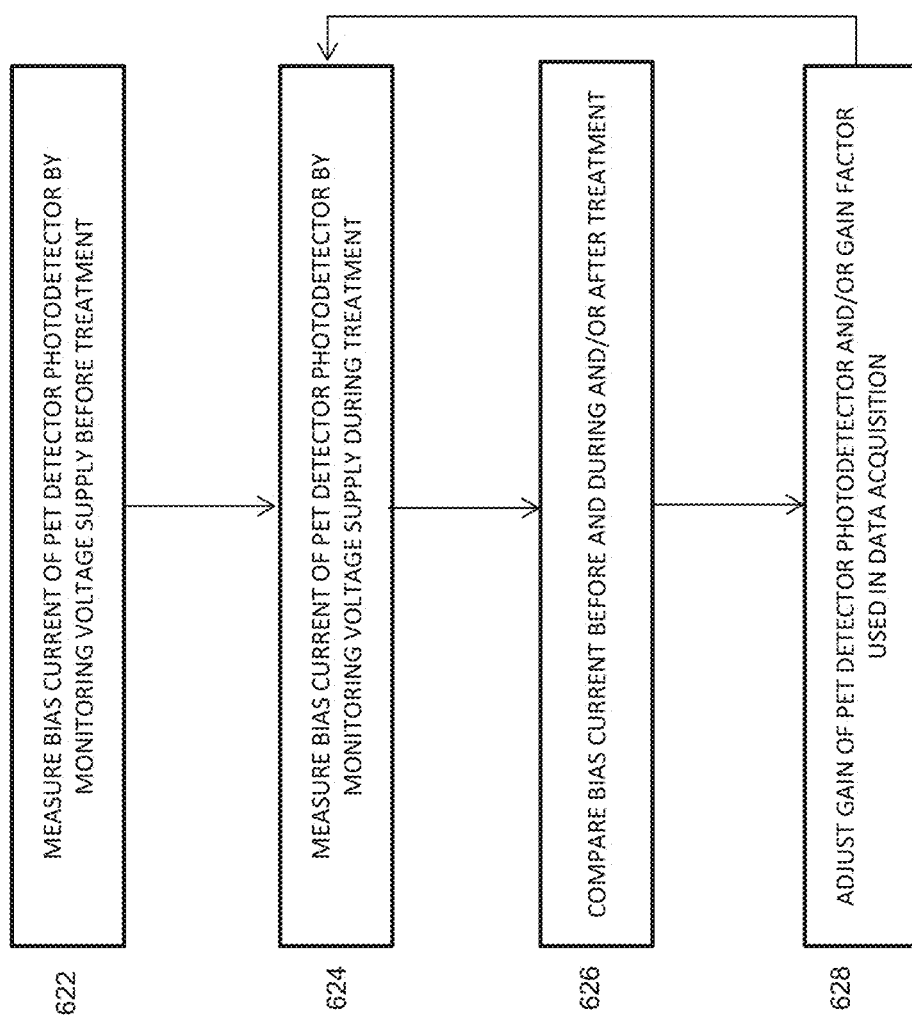 622
MEASURE BIAS CURRENT OF PET DETECTOR PHOTODETECTOR BY
MONITORING VOLTAGE SUPPLY BEFORE TREATMENT
624
MEASURE BIAS CURRENT OF PET DETECTOR PHOTODETECTOR BY
MONITORING VOLTAGE SUPPLY DURING TREATMENT
626
COMPARE BIAS CURRENT BEFORE AND DURING AND/OR AFTER TREATMENT
628
ADJUST GAIN OF PET DETECTOR PHOTODETECTOR AND/OR GAIN FACTOR
USED IN DATA ACQUISITION